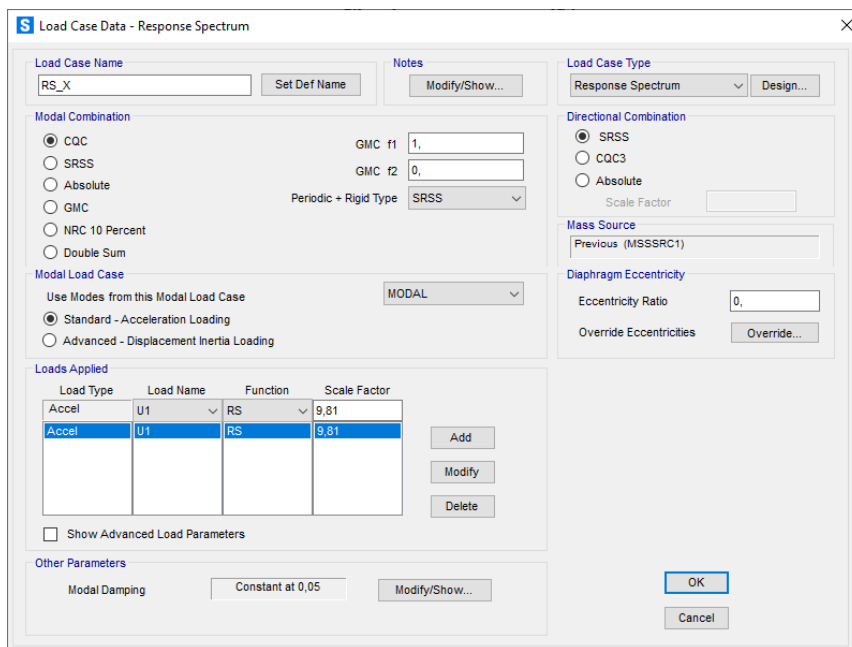 S Load Case Data - Response Spectrum
Load Case Name
RS_X
Set Def Name
Notes
Modify/Show...
Load Case Type
Response Spectrum
Design...
Modal Combination
CQC
SRSS
Absolute
GMC
NRC 10 Percent
Double Sum
GMC f1 1,
GMC f2 0,
Periodic + Rigid Type SRSS
Directional Combination
SRSS
CQC3
Absolute
Scale Factor
Mass Source
Previous (MSSSRC1)
Modal Load Case
Use Modes from this Modal Load Case MODAL
Standard - Acceleration Loading
Advanced - Displacement Inertia Loading
Diaphragm Eccentricity
Eccentricity Ratio 0,
Override Eccentricities Override...
Loads Applied
Load Type Load Name Function Scale Factor
Accel U1 RS 9,81
Accel U1 RS 9,81
Add
Modify
Delete
Show Advanced Load Parameters
Other Parameters
Modal Damping Constant at 0,05 Modify/Show...
OK
Cancel